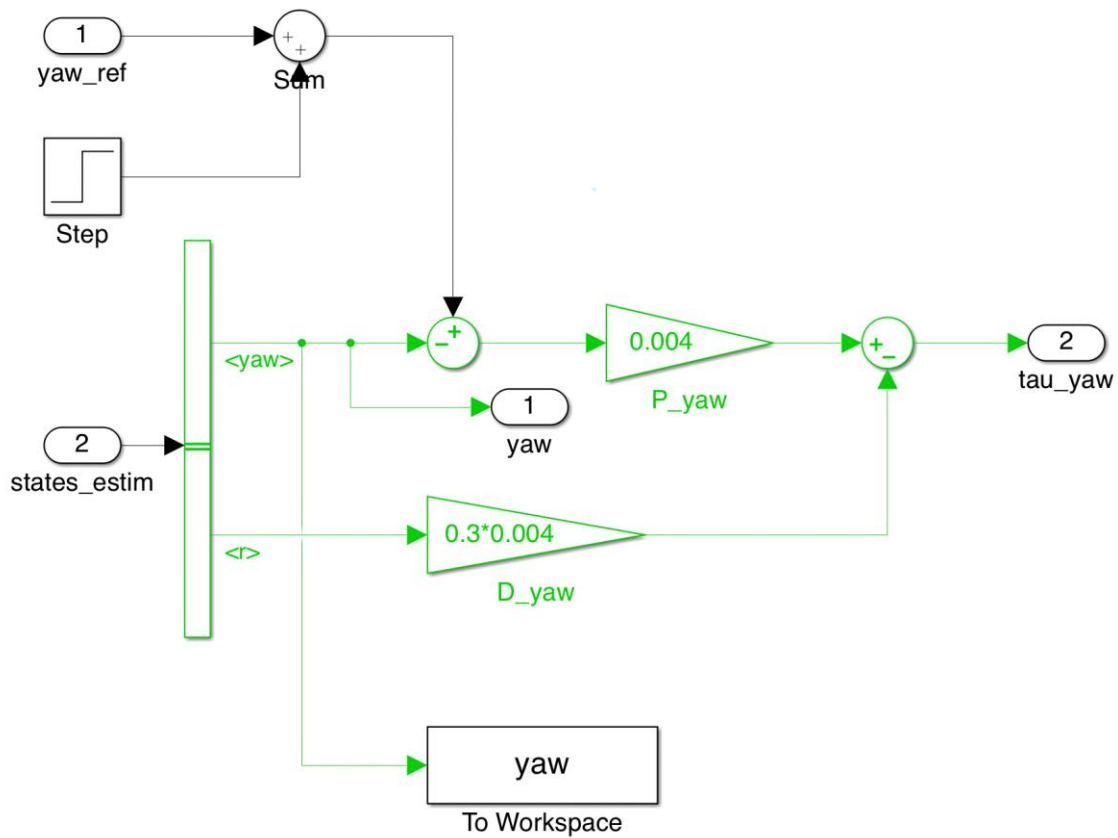 1
yaw_ref
+
+
Sum
Step
<yaw>
+
−
0.004
P_yaw
+
−
2
tau_yaw
1
yaw
2
states_estim
<r>
0.3*0.004
D_yaw
yaw
To Workspace